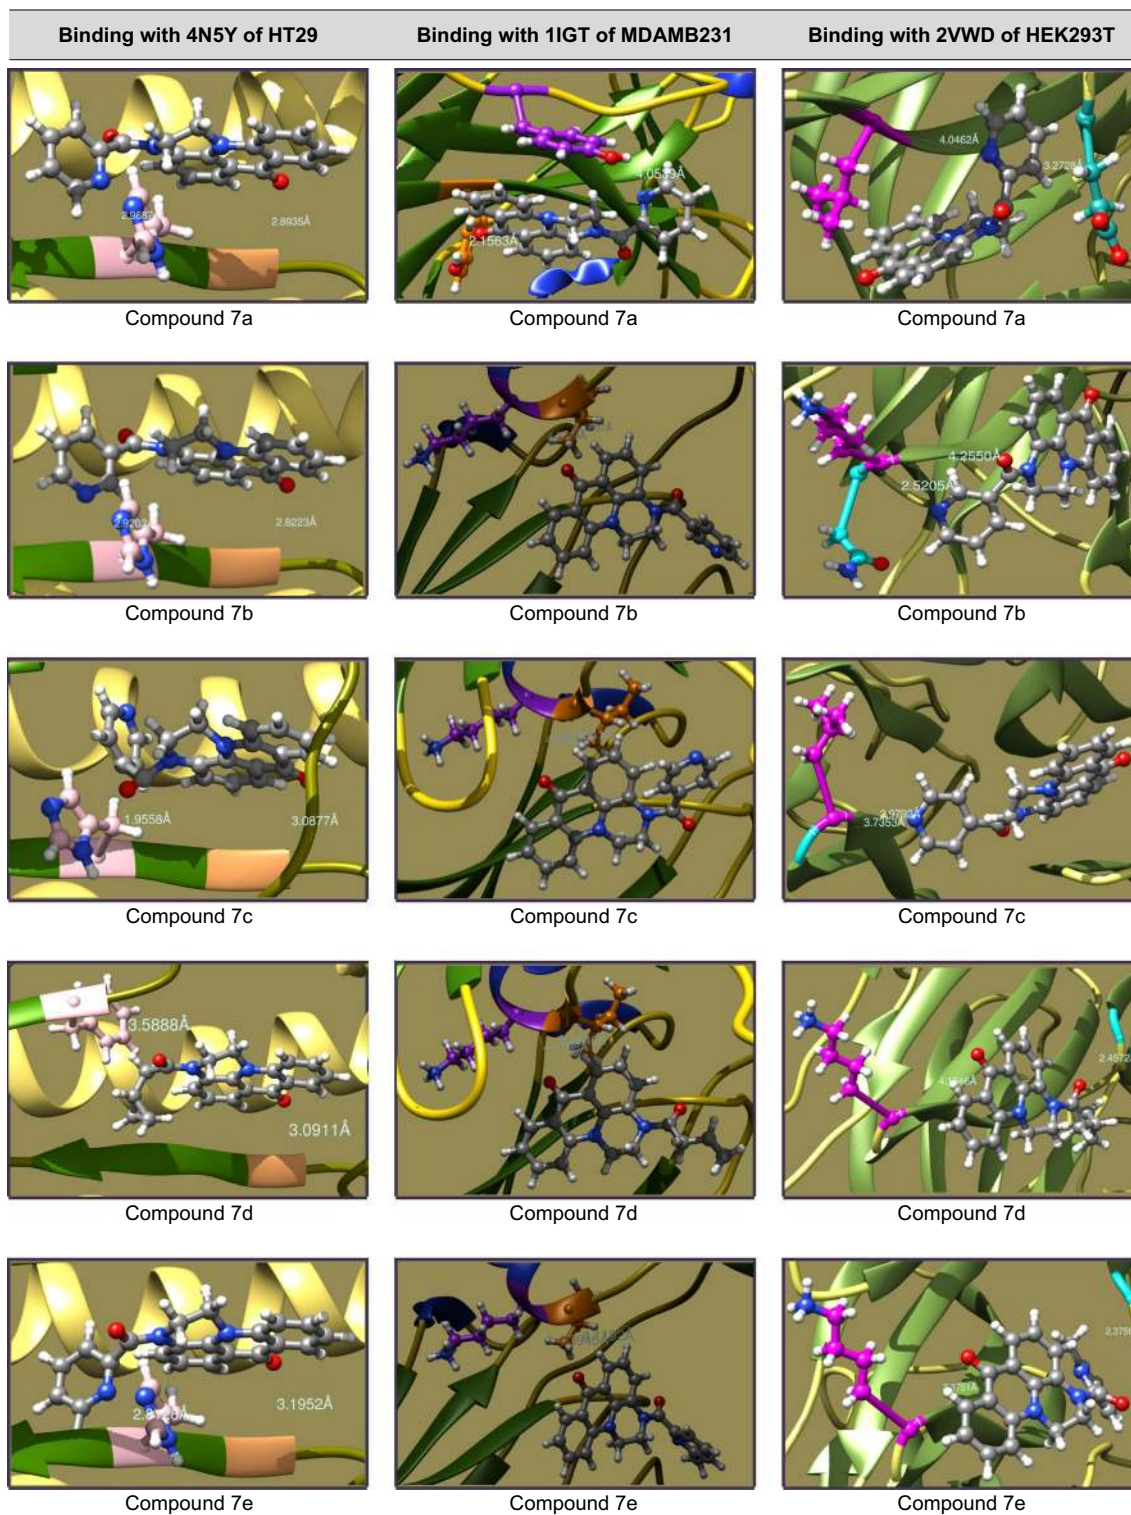 Binding with 4N5Y of HT29 Binding with 1IGT of MDAMB231 Binding with 2VWD of HEK293T
2.8935Å
4.0539Å
2.1563Å
4.0462Å
3.2728Å
Compound 7a Compound 7a Compound 7a
2.8223Å
4.2550Å
2.5205Å
Compound 7b Compound 7b Compound 7b
1.9558Å
3.0877Å
3.7353Å
Compound 7c Compound 7c Compound 7c
3.5888Å
3.0911Å
Compound 7d Compound 7d Compound 7d
3.1952Å
Compound 7e Compound 7e Compound 7e